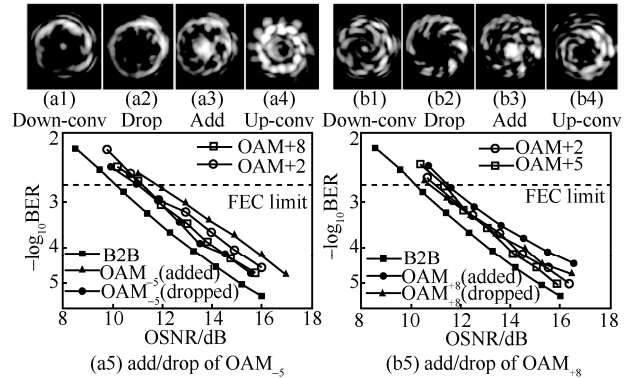 (a1) (a2) (a3) (a4) (b1) (b2) (b3) (b4)
Down-conv Drop Add Up-conv Down-conv Drop Add Up-conv
2
3
4
5
−log₁₀BER
OAM+8
OAM+2
FEC limit
B2B
OAM₋₅(added)
OAM₋₅(dropped)
8 10 12 14 16 18
OSNR/dB
(a5) add/drop of OAM₋₅
2
3
4
5
−log₁₀BER
OAM+2
OAM+5
FEC limit
B2B
OAM₊₈(added)
OAM₊₈(dropped)
8 10 12 14 16 18
OSNR/dB
(b5) add/drop of OAM₊₈